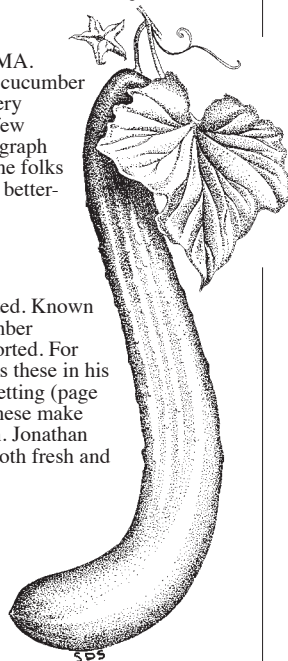 MA.
cucumber
ery
ew
graph
ne folks
better-
ed. Known
nber
orted. For
s these in his
etting (page
hese make
. Jonathan
oth fresh and
SDS